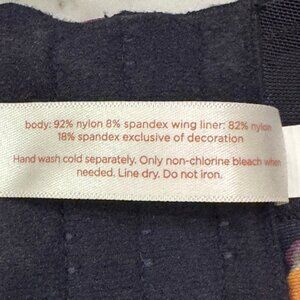 body: 92% nylon 8% spandex wing liner: 82% nylon
18% spandex exclusive of decoration
Hand wash cold separately. Only non-chlorine bleach when
needed. Line dry. Do not iron.